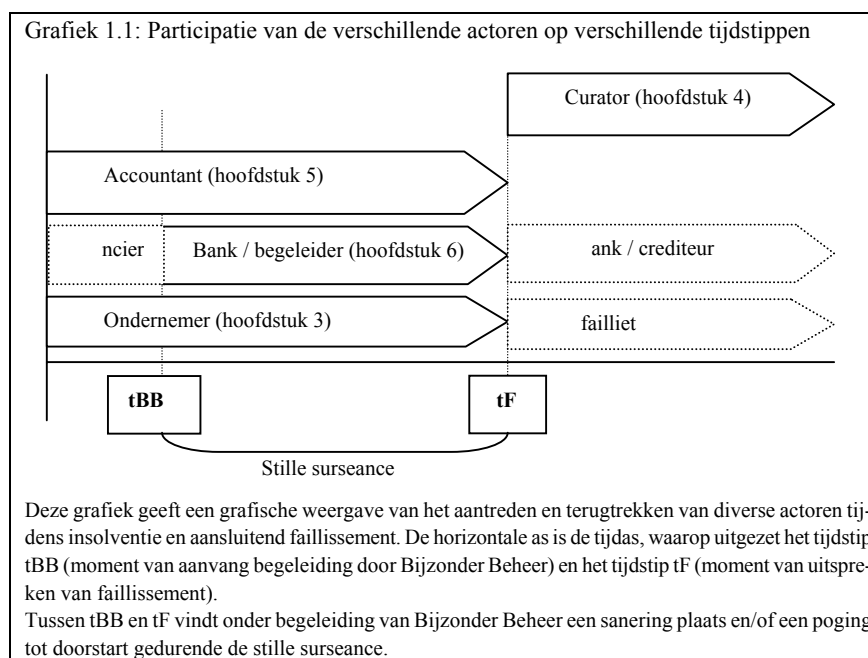 Grafiek 1.1: Participatie van de verschillende actoren op verschillende tijdstippen
Curator (hoofdstuk 4)
Accountant (hoofdstuk 5)
ncier
Bank / begeleider (hoofdstuk 6)
ank / crediteur
Ondernemer (hoofdstuk 3)
failliet
tBB
tF
Stille surseance
Deze grafiek geeft een grafische weergave van het aantreden en terugtrekken van diverse actoren tij-
dens insolventie en aansluitend faillissement. De horizontale as is de tijdas, waarop uitgezet het tijdstip
tBB (moment van aanvang begeleiding door Bijzonder Beheer) en het tijdstip tF (moment van uitspre-
ken van faillissement).
Tussen tBB en tF vindt onder begeleiding van Bijzonder Beheer een sanering plaats en/of een poging
tot doorstart gedurende de stille surseance.